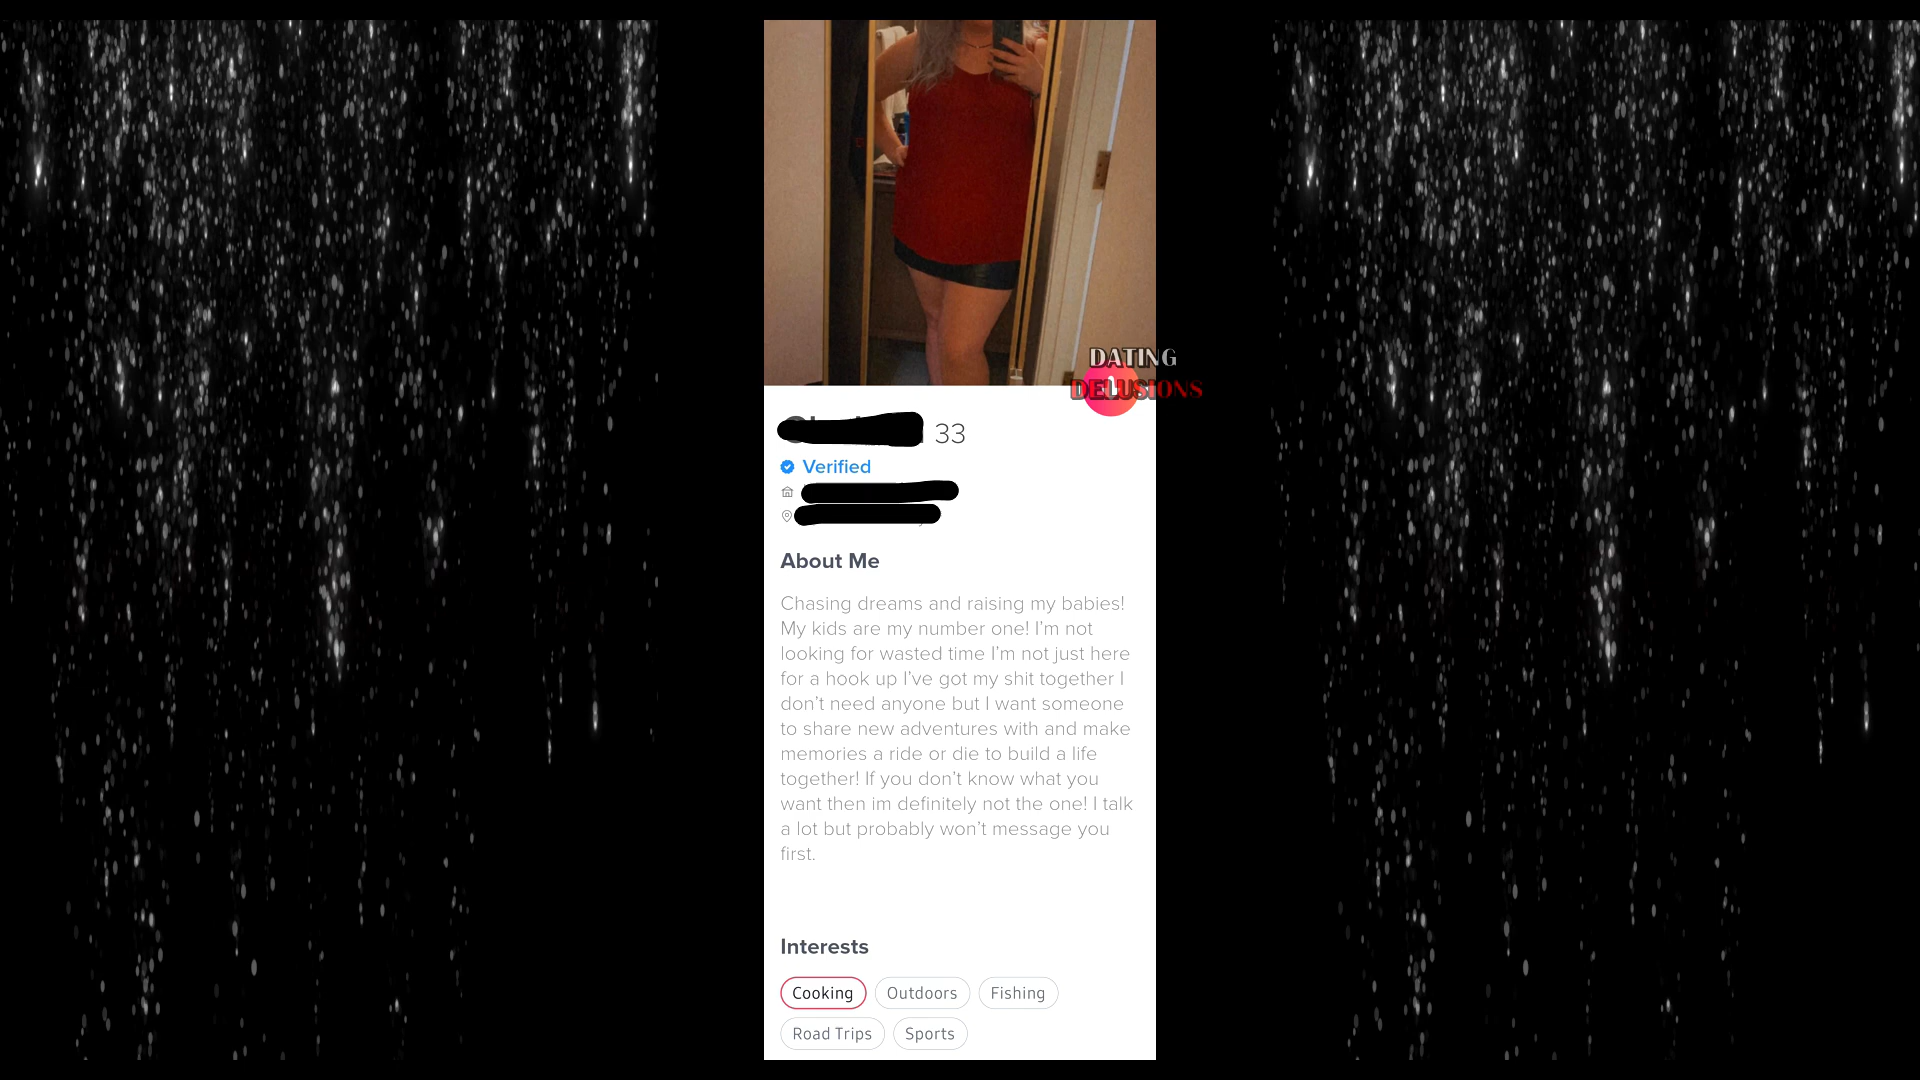 DATING
DELUSIONS
33
Verified
About Me
Chasing dreams and raising my babies!
My kids are my number one! I'm not
looking for wasted time I'm not just here
for a hook up I've got my shit together I
don't need anyone but I want someone
to share new adventures with and make
memories a ride or die to build a life
together! If you don't know what you
want then im definitely not the one! I talk
a lot but probably won't message you
first.
Interests
Cooking Outdoors Fishing
Road Trips Sports